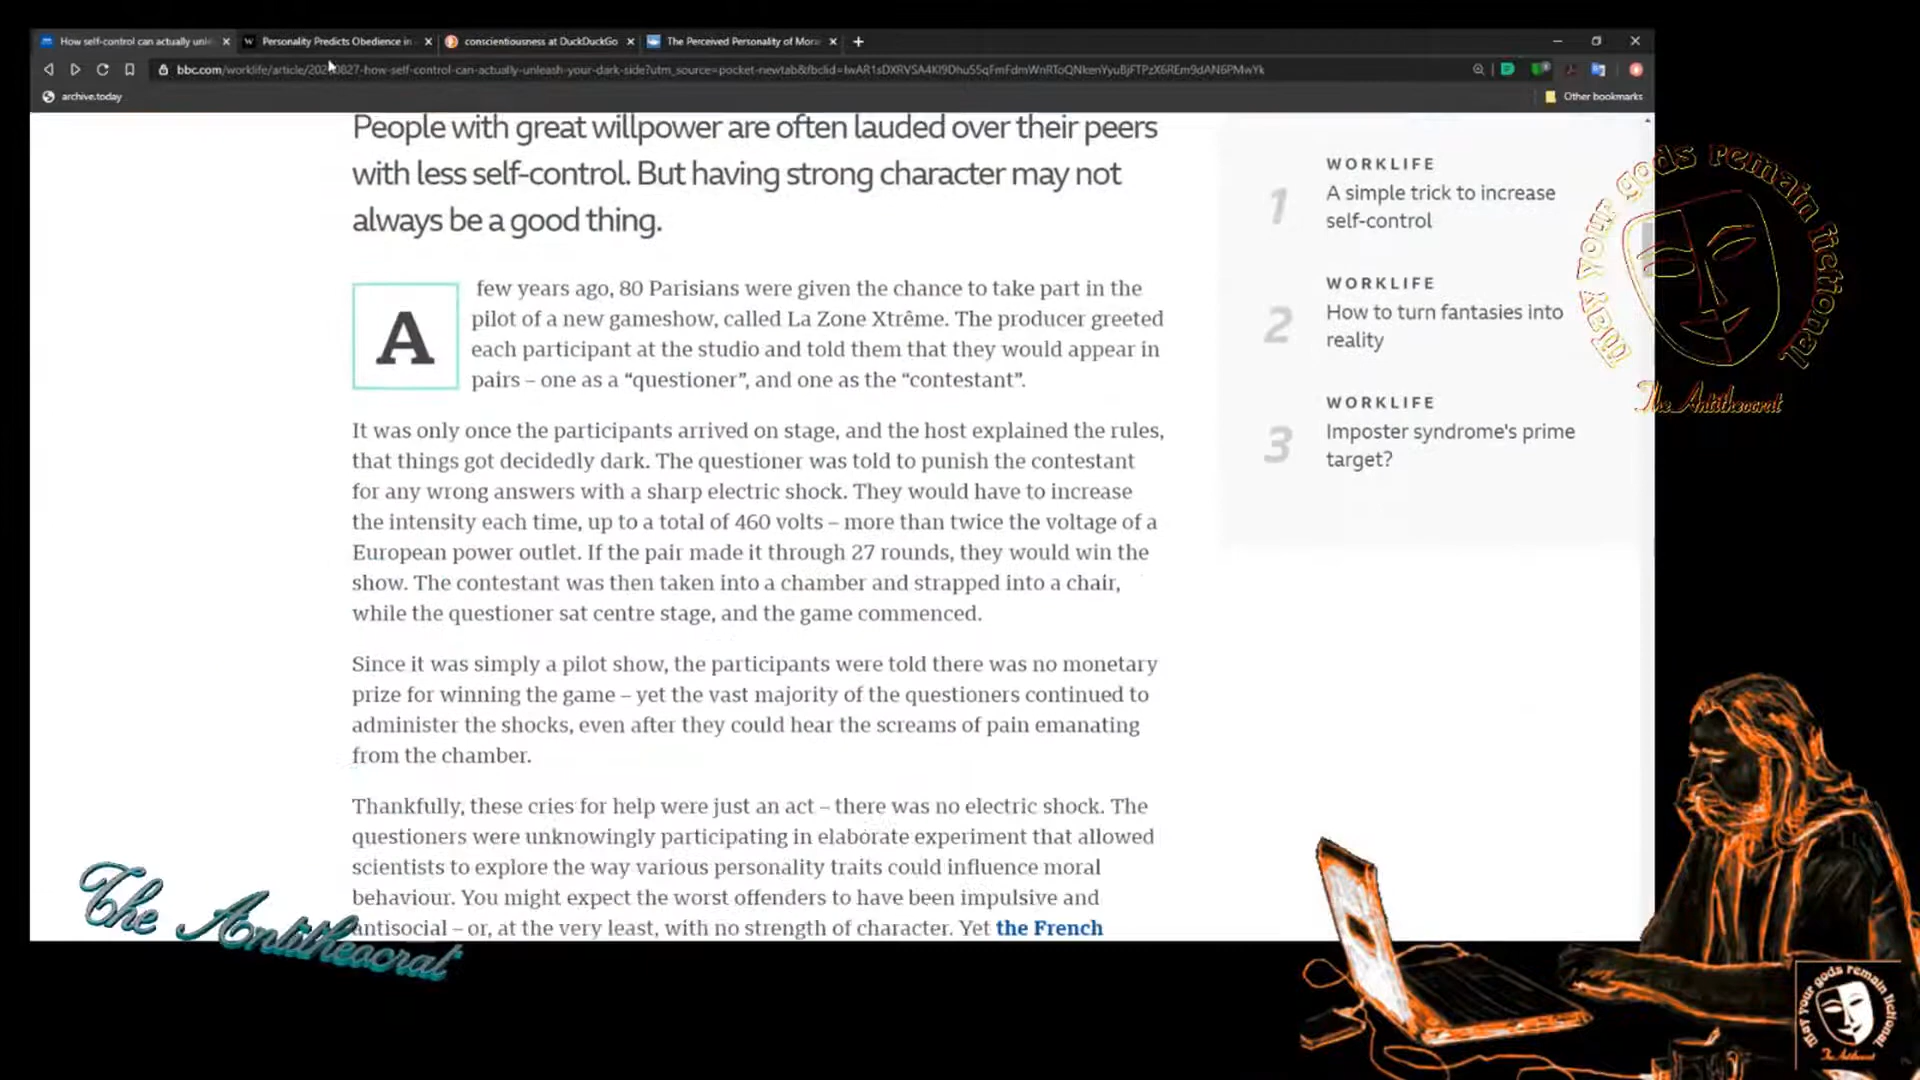 How self-control can actually unle
Personality Predicts Obedience in
conscientiousness at DuckDuckGo
The Perceived Personality of Mora
archive.today
Other bookmarks
People with great willpower are often lauded over their peers
with less self-control. But having strong character may not
always be a good thing.
A few years ago, 80 Parisians were given the chance to take part in the
pilot of a new gameshow, called La Zone Xtrême. The producer greeted
each participant at the studio and told them that they would appear in
pairs – one as a “questioner”, and one as the “contestant”.
It was only once the participants arrived on stage, and the host explained the rules,
that things got decidedly dark. The questioner was told to punish the contestant
for any wrong answers with a sharp electric shock. They would have to increase
the intensity each time, up to a total of 460 volts – more than twice the voltage of a
European power outlet. If the pair made it through 27 rounds, they would win the
show. The contestant was then taken into a chamber and strapped into a chair,
while the questioner sat centre stage, and the game commenced.
Since it was simply a pilot show, the participants were told there was no monetary
prize for winning the game – yet the vast majority of the questioners continued to
administer the shocks, even after they could hear the screams of pain emanating
from the chamber.
Thankfully, these cries for help were just an act – there was no electric shock. The
questioners were unknowingly participating in elaborate experiment that allowed
scientists to explore the way various personality traits could influence moral
behaviour. You might expect the worst offenders to have been impulsive and
antisocial – or, at the very least, with no strength of character. Yet the French
WORKLIFE
1 A simple trick to increase
self-control
WORKLIFE
2 How to turn fantasies into
reality
WORKLIFE
3 Imposter syndrome's prime
target?
May your gods remain fictional
The Antitheocrat
The Antitheocrat
May your gods remain fictional
The Antitheocrat